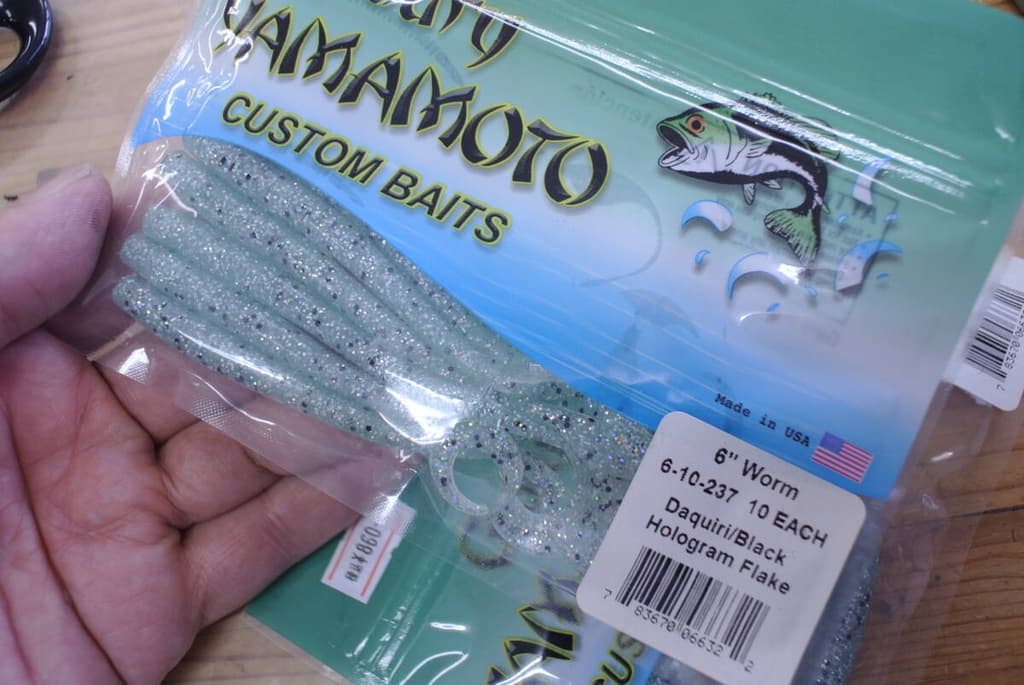 YAMAMOTO
CUSTOM BAITS
Made in USA
6" Worm
6-10-237 10 EACH
Daquiri/Black
Hologram Flake
7 83670 06632 2